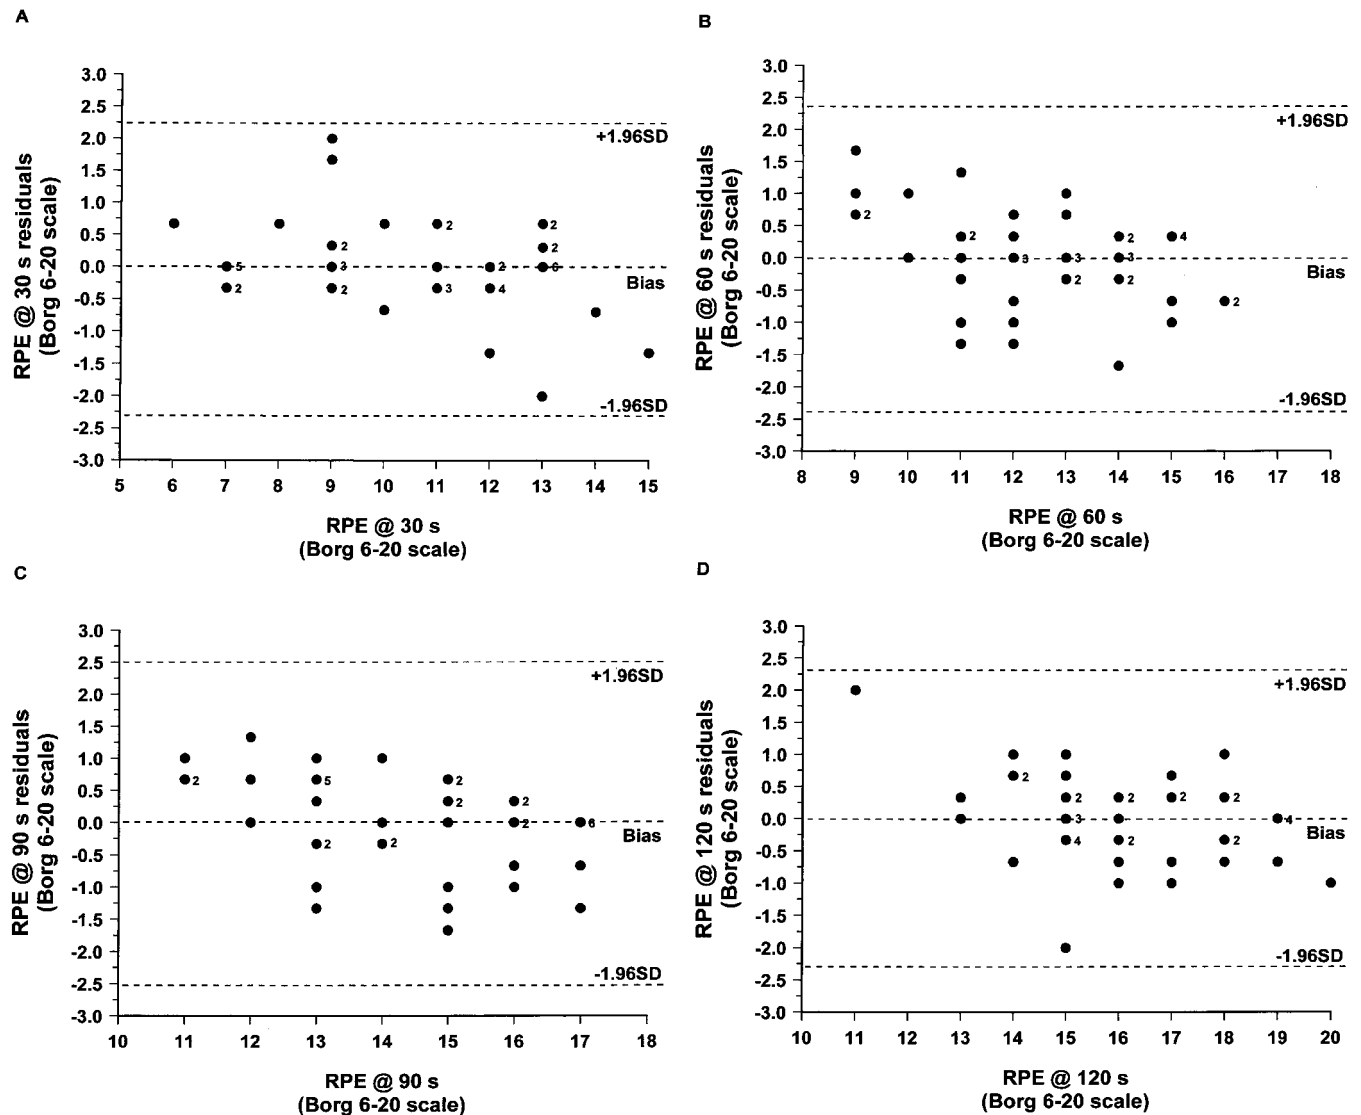 A
3.0
2.5
2.0
1.5
1.0
0.5
0.0
-0.5
-1.0
-1.5
-2.0
-2.5
-3.0
RPE @ 30 s residuals
(Borg 6-20 scale)
+1.96SD
2 2
2 2
5 3 2 6
Bias
2 2 3 4
-1.96SD
5 6 7 8 9 10 11 12 13 14 15
RPE @ 30 s
(Borg 6-20 scale)
B
3.0
2.5
2.0
1.5
1.0
0.5
0.0
-0.5
-1.0
-1.5
-2.0
-2.5
-3.0
RPE @ 60 s residuals
(Borg 6-20 scale)
+1.96SD
2
2 2 4
3 3 3
Bias
2 2
2
-1.96SD
8 9 10 11 12 13 14 15 16 17 18
RPE @ 60 s
(Borg 6-20 scale)
C
3.0
2.5
2.0
1.5
1.0
0.5
0.0
-0.5
-1.0
-1.5
-2.0
-2.5
-3.0
RPE @ 90 s residuals
(Borg 6-20 scale)
+1.96SD
2 5 2
2 2
2 6
Bias
2 2
-1.96SD
10 11 12 13 14 15 16 17 18
RPE @ 90 s
(Borg 6-20 scale)
D
3.0
2.5
2.0
1.5
1.0
0.5
0.0
-0.5
-1.0
-1.5
-2.0
-2.5
-3.0
RPE @ 120 s residuals
(Borg 6-20 scale)
+1.96SD
2
2 2 2 2
3 4
Bias
4 2 2
-1.96SD
10 11 12 13 14 15 16 17 18 19 20
RPE @ 120 s
(Borg 6-20 scale)